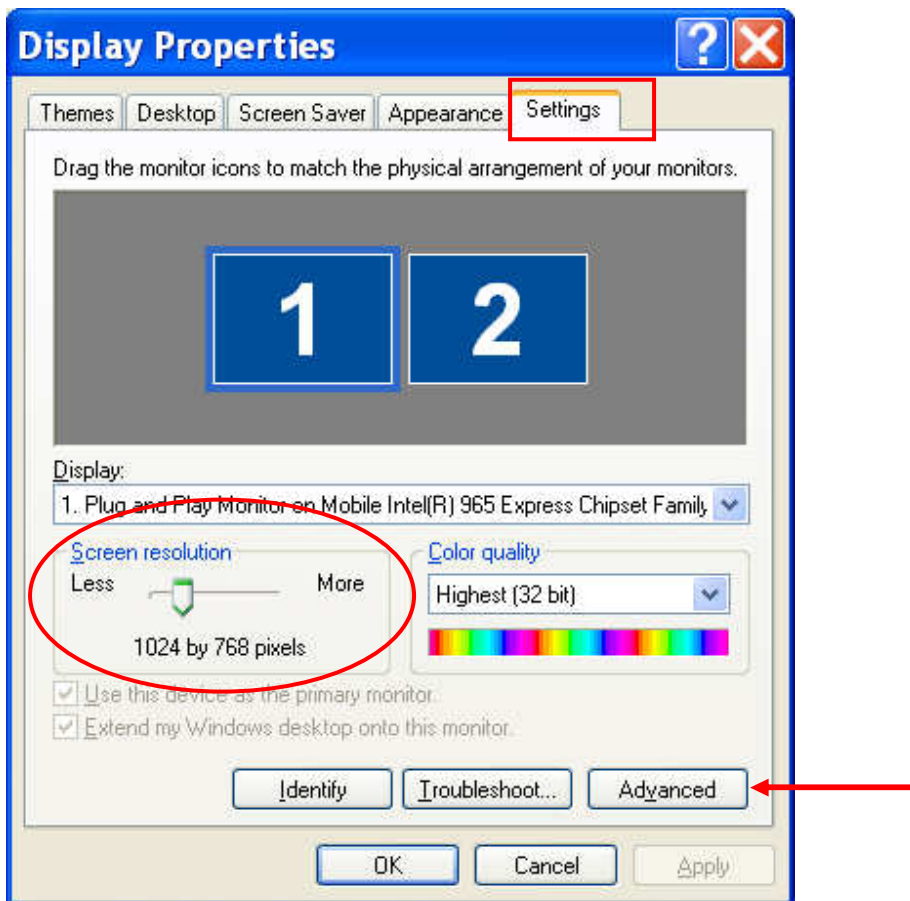 Display Properties
Themes Desktop Screen Saver Appearance Settings
Drag the monitor icons to match the physical arrangement of your monitors.
1 2
Display:
1. Plug and Play Monitor on Mobile Intel(R) 965 Express Chipset Family
Screen resolution
Less More
1024 by 768 pixels
Color quality
Highest (32 bit)
Use this device as the primary monitor.
Extend my Windows desktop onto this monitor.
Identify Troubleshoot... Advanced
OK Cancel Apply